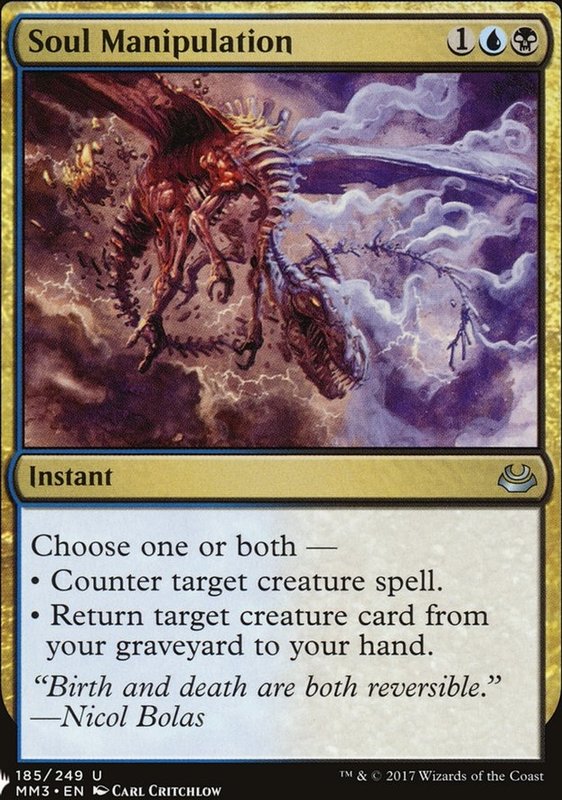 Soul Manipulation 1
Instant
Choose one or both —
• Counter target creature spell.
• Return target creature card from
your graveyard to your hand.
“Birth and death are both reversible.”
—Nicol Bolas
185/249 U
MM3 • EN Carl Critchlow
™ & © 2017 Wizards of the Coast